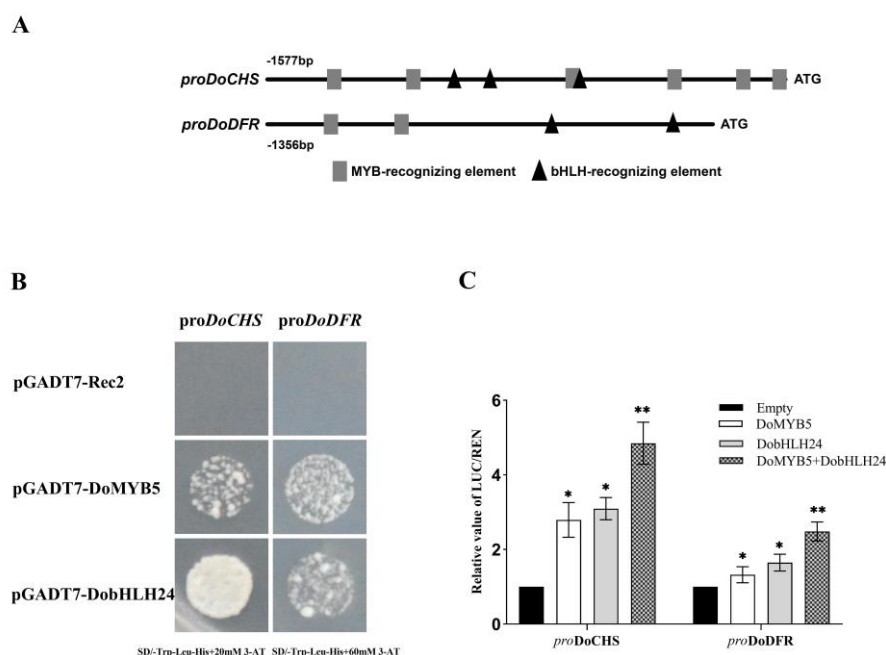 A
-1577bp
proDoCHS
ATG
proDoDFR
ATG
-1356bp
MYB-recognizing element
bHLH-recognizing element
B
proDoCHS proDoDFR
pGADT7-Rec2
pGADT7-DoMYB5
pGADT7-DobHLH24
SD/-Trp-Leu-His+20mM 3-AT SD/-Trp-Leu-His+60mM 3-AT
C
Relative value of LUC/REN
6
4
2
0
**
*
*
**
*
*
Empty
DoMYB5
DobHLH24
DoMYB5+DobHLH24
proDoCHS
proDoDFR